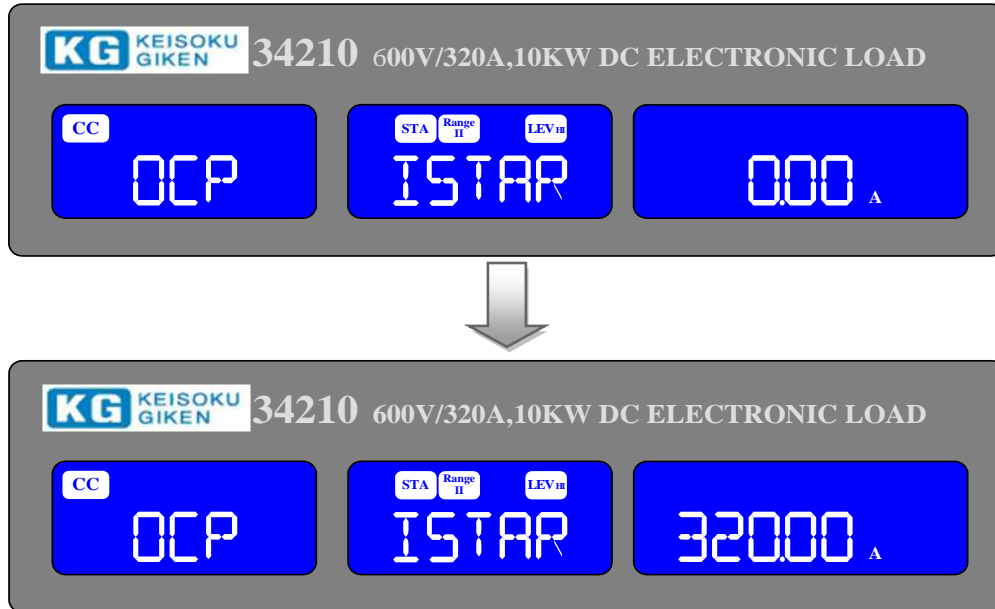 KG KEISOKU GIKEN 34210 600V/320A,10KW DC ELECTRONIC LOAD
CC STA Range II LEV HI
OCP ISTAR 0.00 A
KG KEISOKU GIKEN 34210 600V/320A,10KW DC ELECTRONIC LOAD
CC STA Range II LEV HI
OCP ISTAR 320.00 A